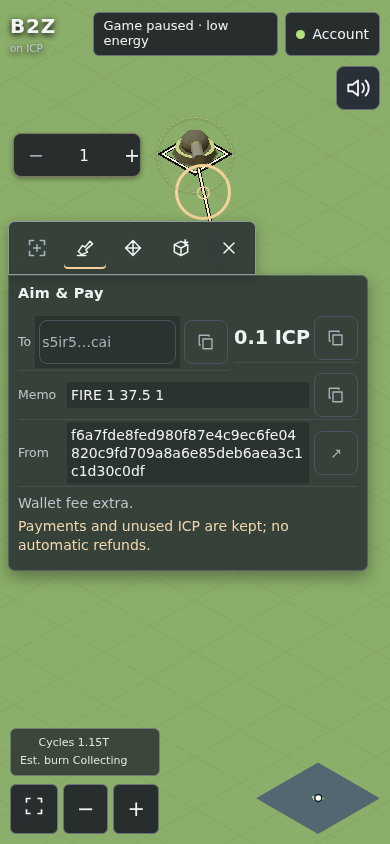 B2Z
on ICP
Game paused · low
energy
Account
− 1 +
Aim & Pay
To s5ir5...cai 0.1 ICP
Memo FIRE 1 37.5 1
From f6a7fde8fed980f87e4c9ec6fe04
820c9fd709a8a6e85deb6aea3c1
c1d30c0df
Wallet fee extra.
Payments and unused ICP are kept; no
automatic refunds.
Cycles 1.15T
Est. burn Collecting
− +